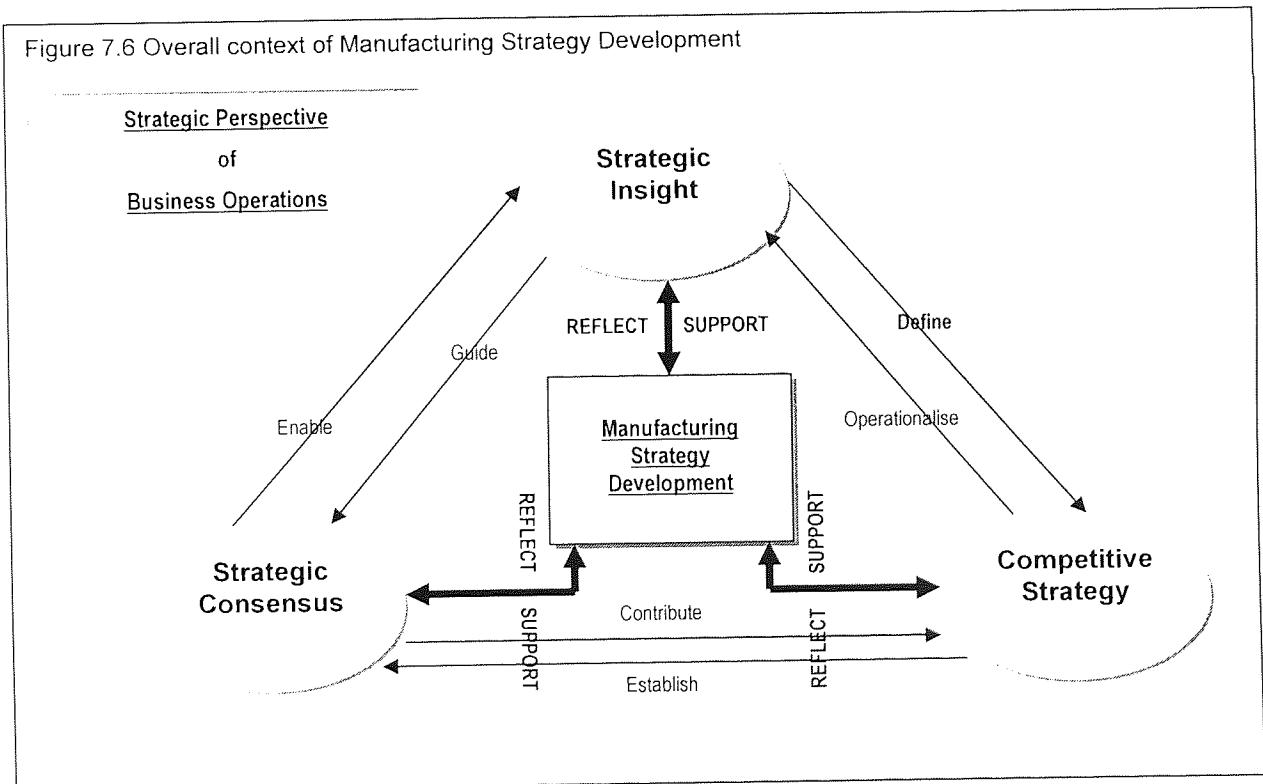 Figure 7.6 Overall context of Manufacturing Strategy Development
Strategic Perspective
of
Business Operations
Strategic
Insight
REFLECT SUPPORT
Define
Guide
Enable
Operationalise
Manufacturing
Strategy
Development
REFLECT
SUPPORT
Strategic
Consensus
Competitive
Strategy
SUPPORT
Contribute
REFLECT
Establish